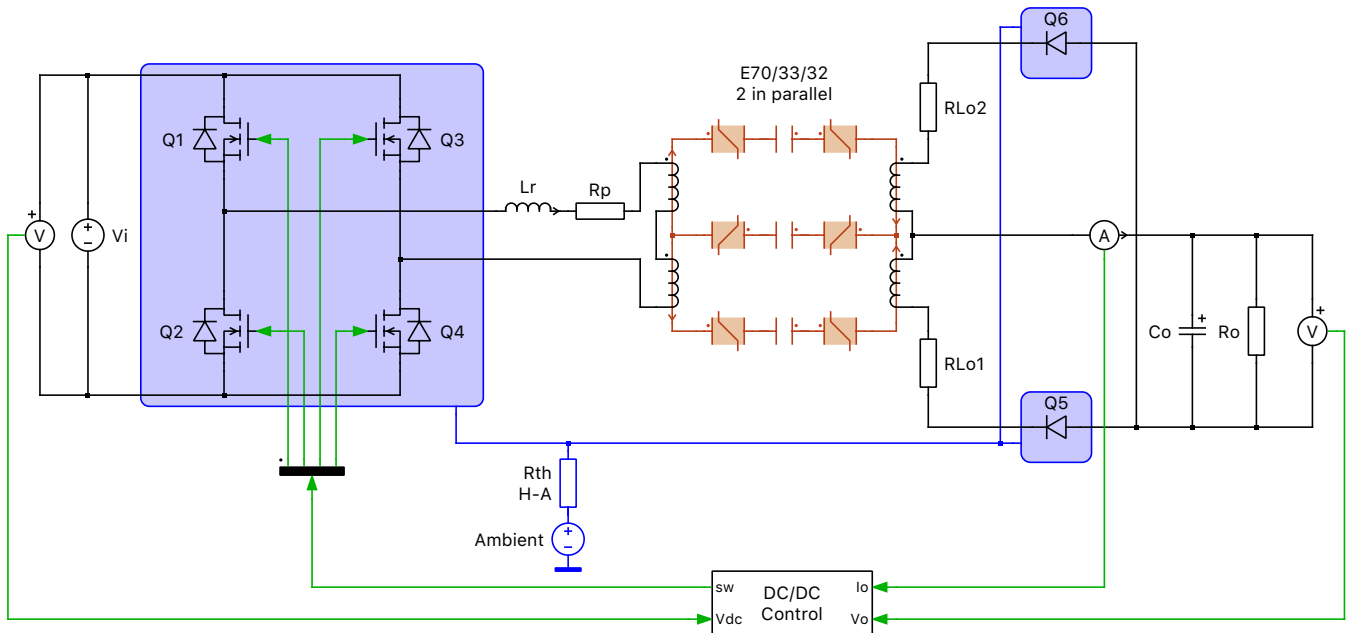 Q6
E70/33/32
2 in parallel
RLo2
Q1
Q3
Lr
Rp
V
Vi
A
Q2
Q4
Co
Ro
V
RLo1
Q5
Rth
H-A
Ambient
sw
DC/DC
Control
Io
Vdc
Vo